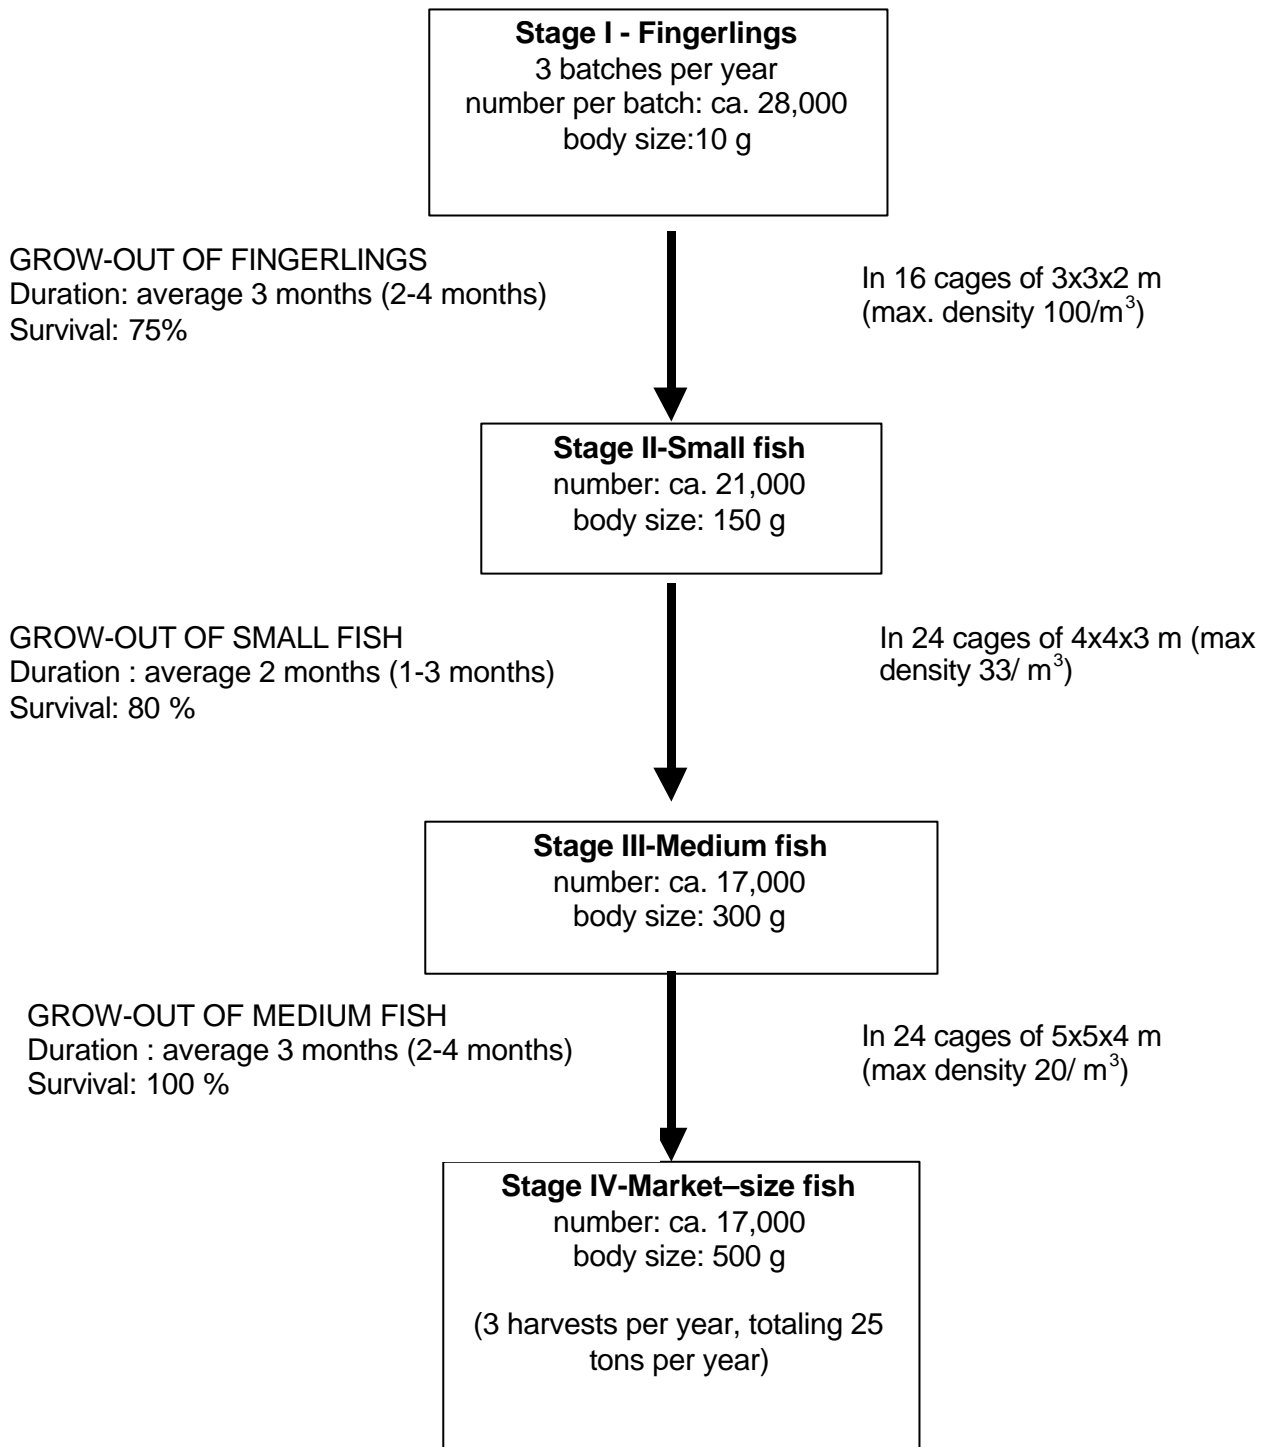 Stage I - Fingerlings
3 batches per year
number per batch: ca. 28,000
body size:10 g
GROW-OUT OF FINGERLINGS
Duration: average 3 months (2-4 months)
Survival: 75%
In 16 cages of 3x3x2 m
(max. density 100/m³)
Stage II-Small fish
number: ca. 21,000
body size: 150 g
GROW-OUT OF SMALL FISH
Duration : average 2 months (1-3 months)
Survival: 80 %
In 24 cages of 4x4x3 m (max
density 33/ m³)
Stage III-Medium fish
number: ca. 17,000
body size: 300 g
GROW-OUT OF MEDIUM FISH
Duration : average 3 months (2-4 months)
Survival: 100 %
In 24 cages of 5x5x4 m
(max density 20/ m³)
Stage IV-Market–size fish
number: ca. 17,000
body size: 500 g
(3 harvests per year, totaling 25
tons per year)